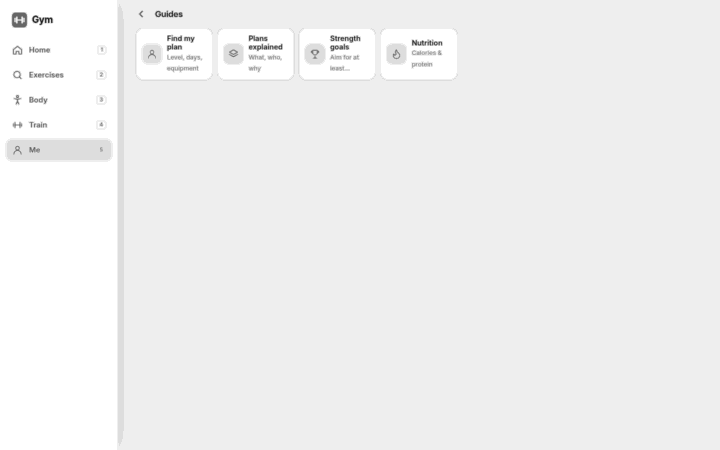 Gym
Home 1
Exercises 2
Body 3
Train 4
Me 5
Guides
Find my
plan
Level, days,
equipment
Plans
explained
What, who,
why
Strength
goals
Aim for at
least...
Nutrition
Calories &
protein